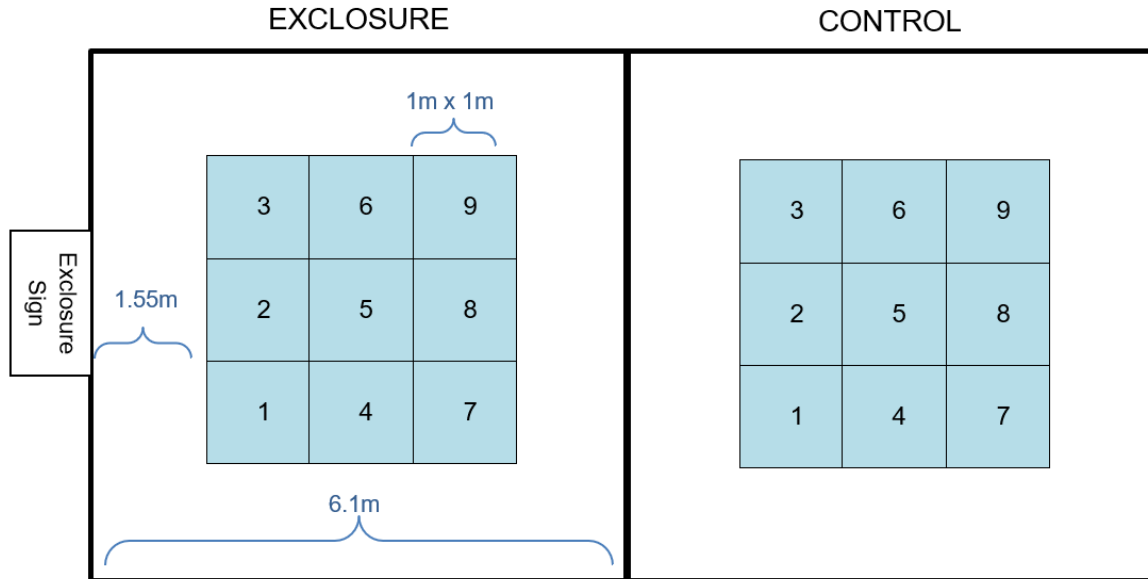 EXCLOSURE
CONTROL
1m x 1m
3 6 9
3 6 9
Exclosure
Sign
1.55m
2 5 8
2 5 8
1 4 7
1 4 7
6.1m